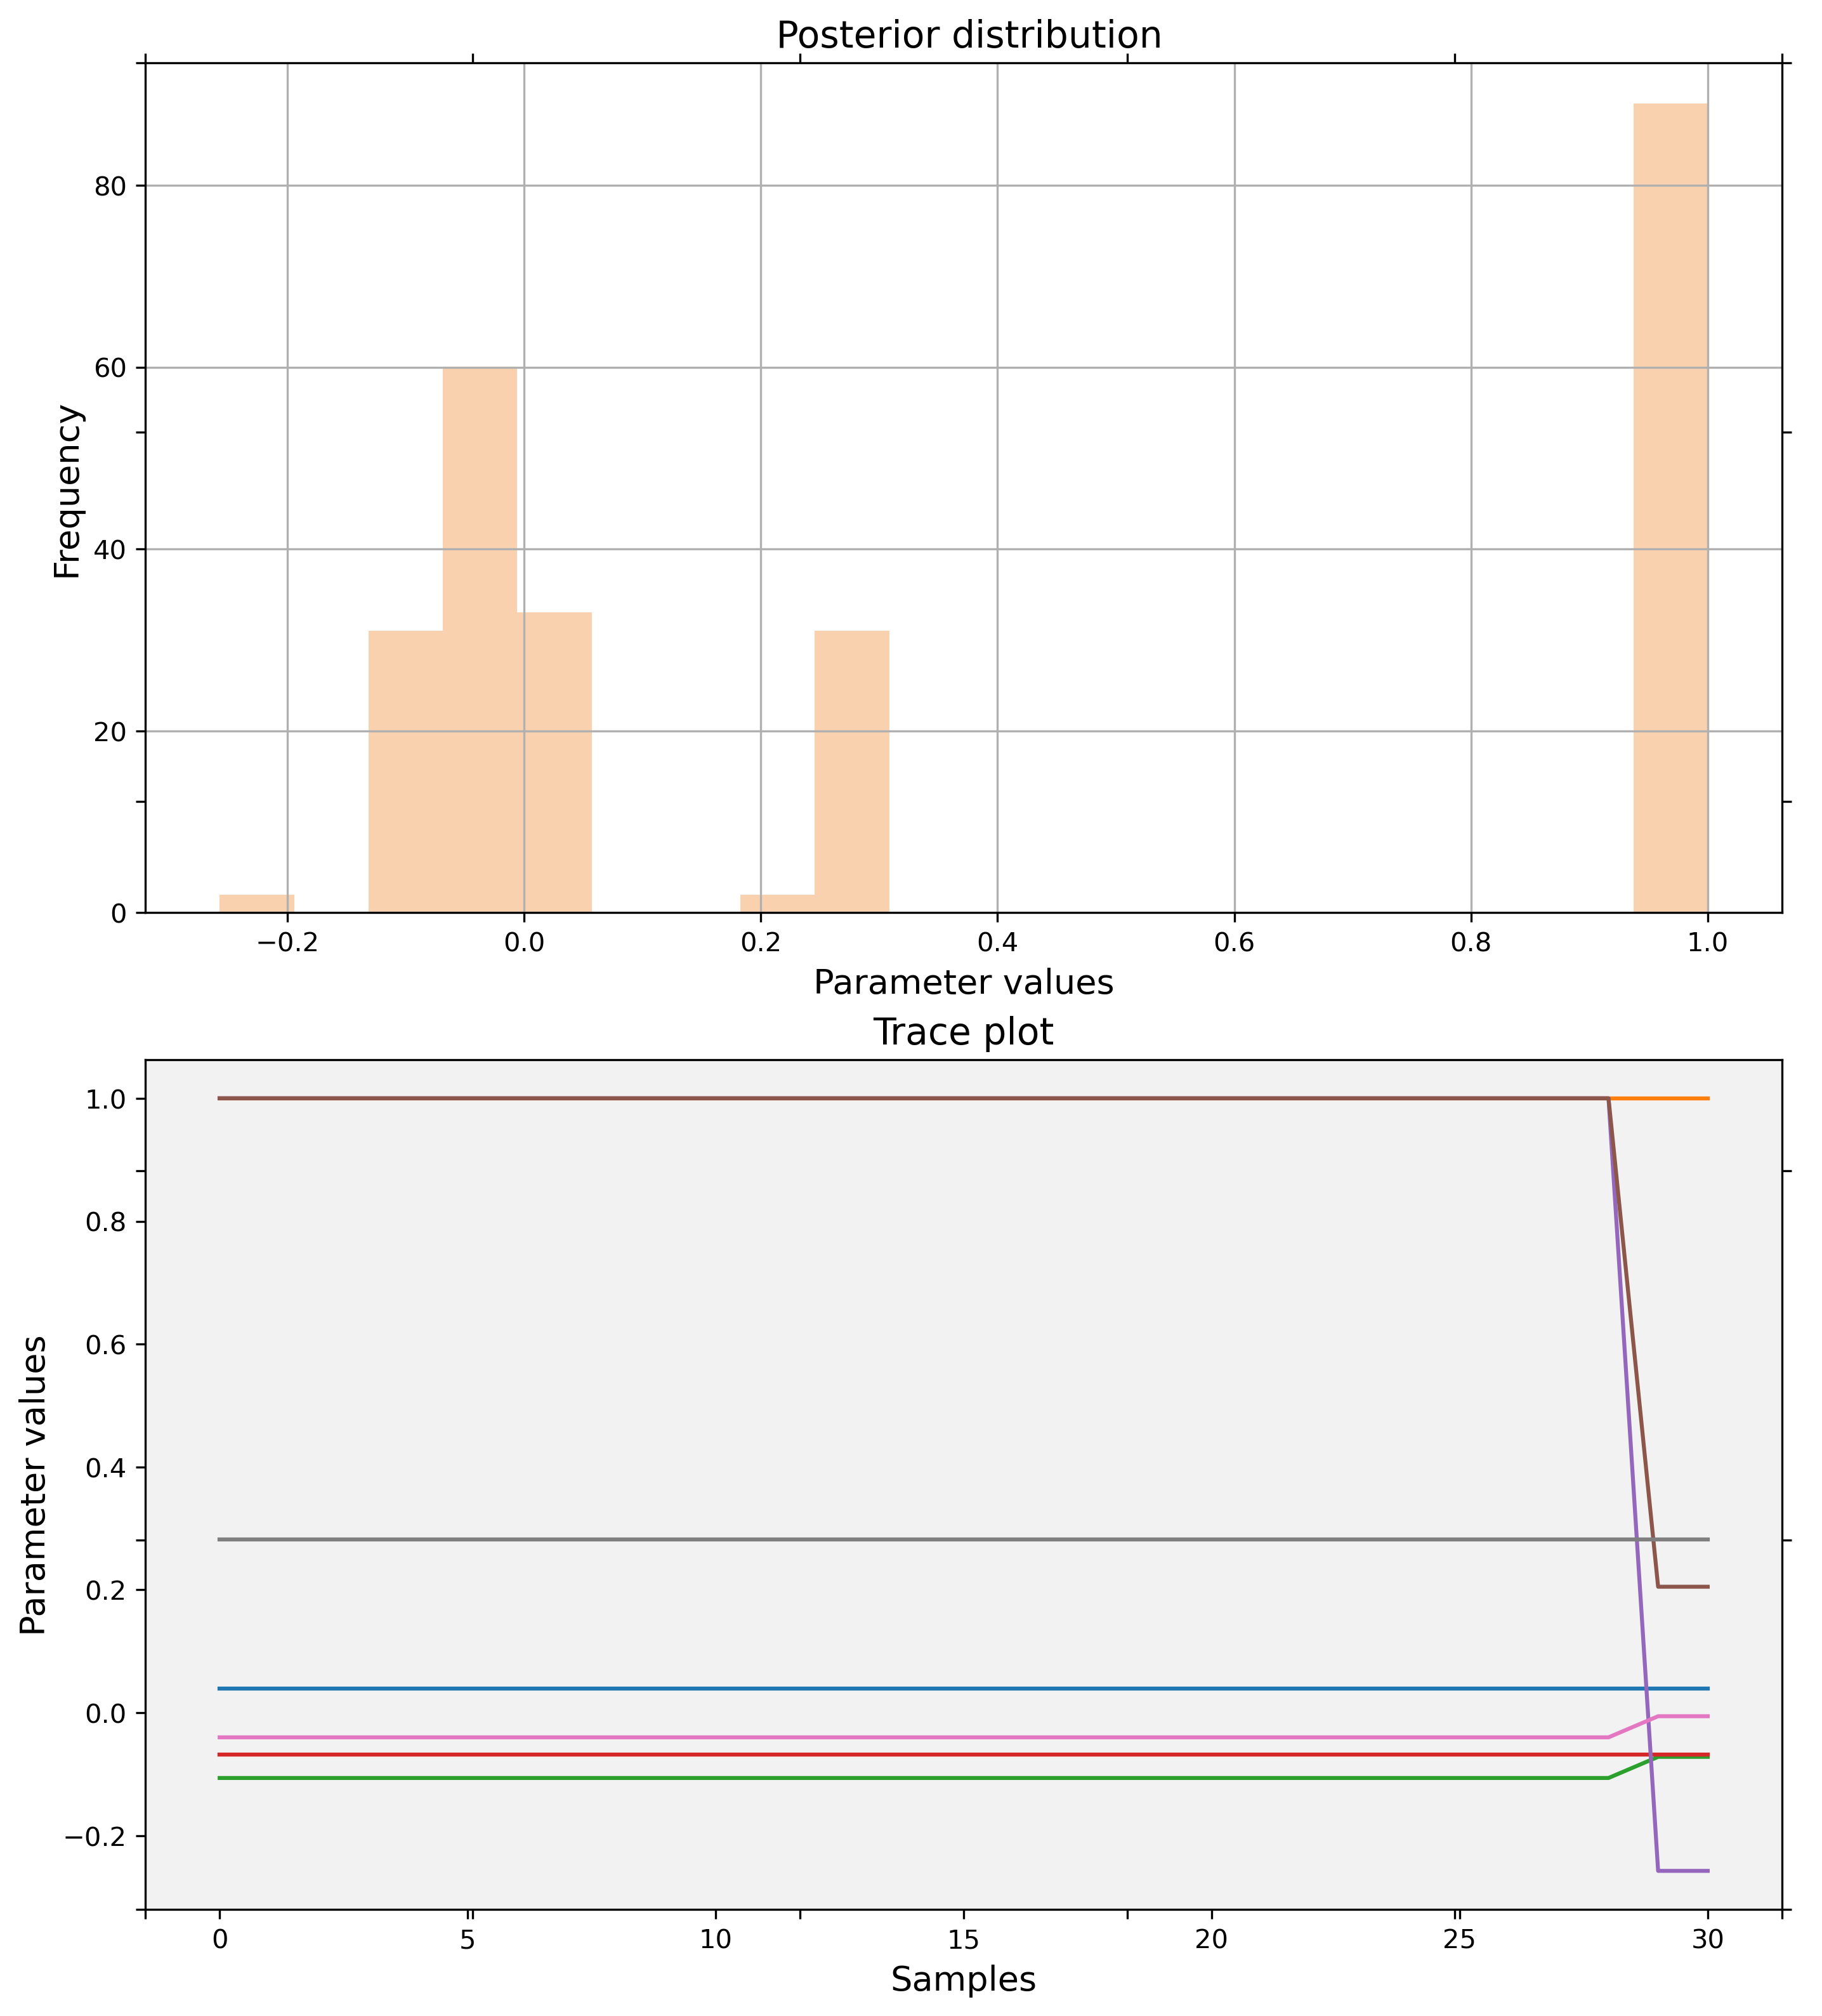 Posterior distribution
Frequency
80
60
40
20
0
−0.2 0.0 0.2 0.4 0.6 0.8 1.0
Parameter values
Trace plot
Parameter values
1.0
0.8
0.6
0.4
0.2
0.0
−0.2
0 5 10 15 20 25 30
Samples